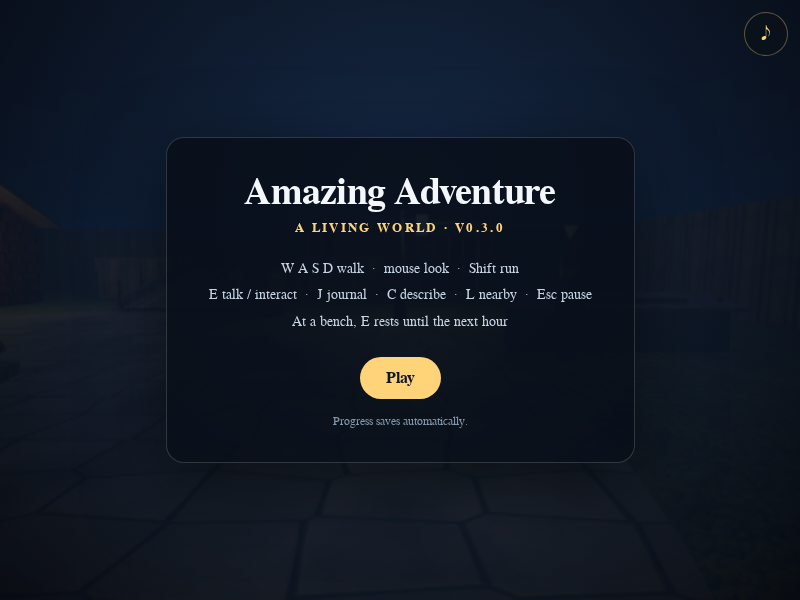 Amazing Adventure
A LIVING WORLD · V0.3.0
W A S D walk · mouse look · Shift run
E talk / interact · J journal · C describe · L nearby · Esc pause
At a bench, E rests until the next hour
Play
Progress saves automatically.